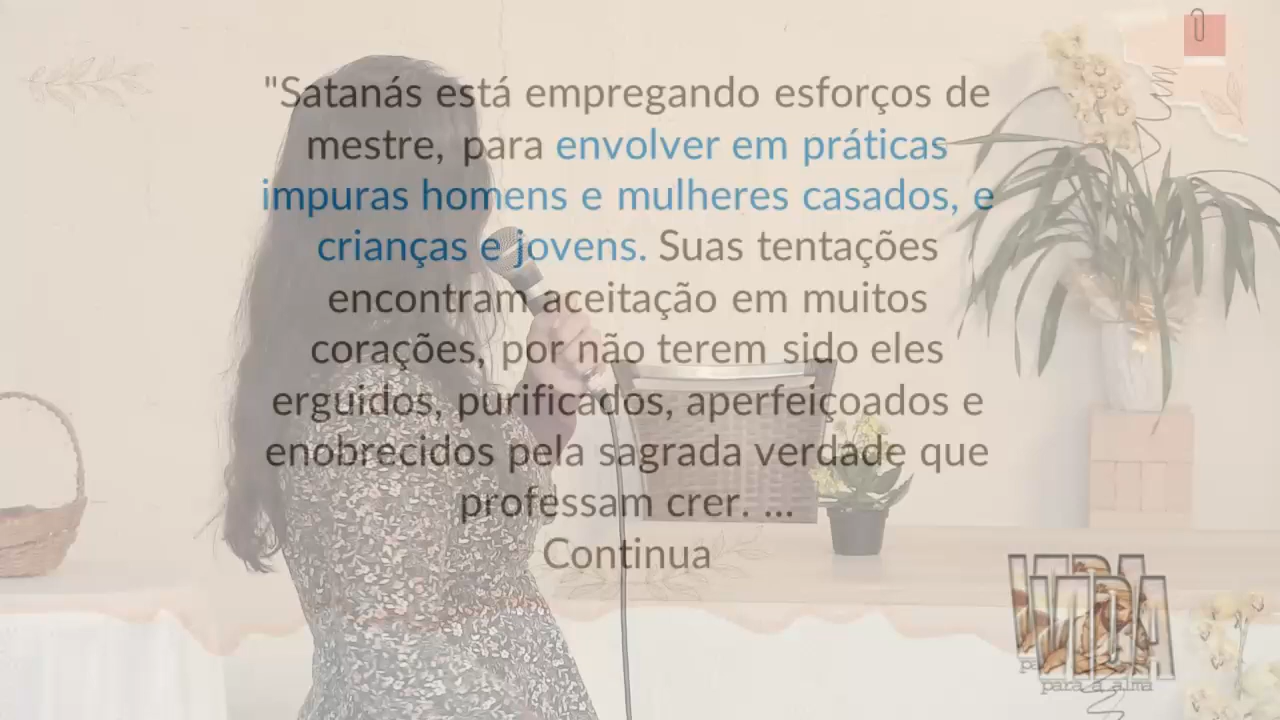 "Satanás está empregando esforços de
mestre, para envolver em práticas
impuras homens e mulheres casados, e
crianças e jovens. Suas tentações
encontram aceitação em muitos
corações, por não terem sido eles
erguidos, purificados, aperfeiçoados e
enobrecidos pela sagrada verdade que
professam crer. ...
Continua
VIDA
para a alma